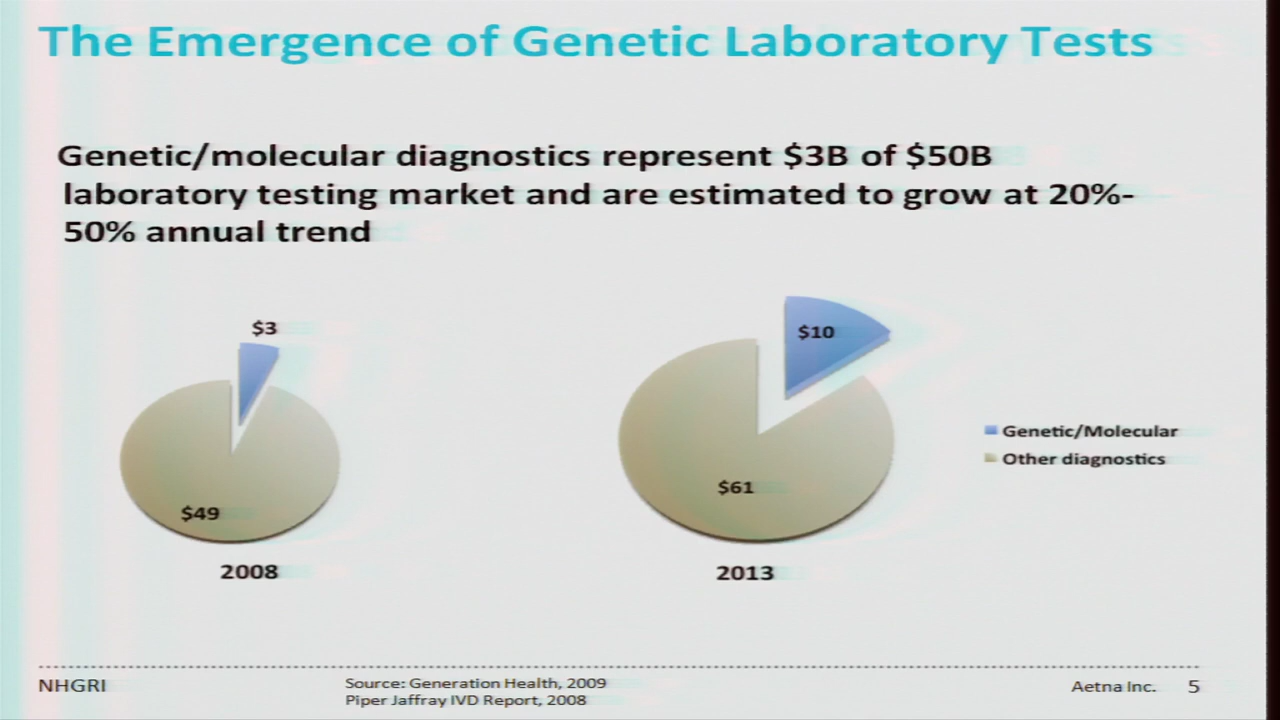 The Emergence of Genetic Laboratory Tests
Genetic/molecular diagnostics represent $3B of $50B
laboratory testing market and are estimated to grow at 20%-
50% annual trend
$3
$49
2008
$10
$61
2013
Genetic/Molecular
Other diagnostics
NHGRI
Source: Generation Health, 2009
Piper Jaffray IVD Report, 2008
Aetna Inc. 5